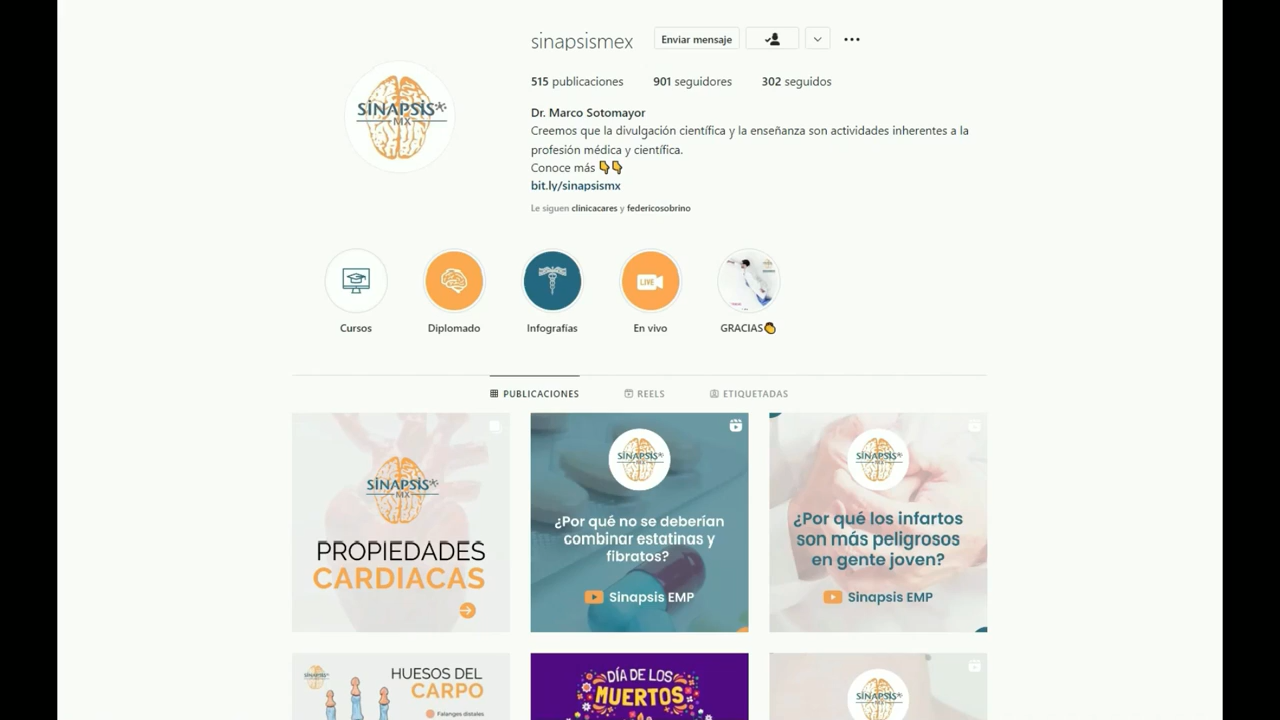 sinapsismex
Enviar mensaje
515 publicaciones
901 seguidores
302 seguidos
SINAPSIS
MX
Dr. Marco Sotomayor
Creemos que la divulgación científica y la enseñanza son actividades inherentes a la
profesión médica y científica.
Conoce más 👇👇
bit.ly/sinapsismx
Le siguen clinicacares y federicosobrino
LIVE
Cursos
Diplomado
Infografías
En vivo
GRACIAS👏
PUBLICACIONES
REELS
ETIQUETADAS
SINAPSIS
MX
PROPIEDADES
CARDIACAS
SINAPSIS
MX
¿Por qué no se deberían
combinar estatinas y
fibratos?
Sinapsis EMP
SINAPSIS
MX
¿Por qué los infartos
son más peligrosos
en gente joven?
Sinapsis EMP
SINAPSIS
HUESOS DEL
CARPO
Falanges distales
DÍA DE LOS
MUERTOS
SINAPSIS
MX